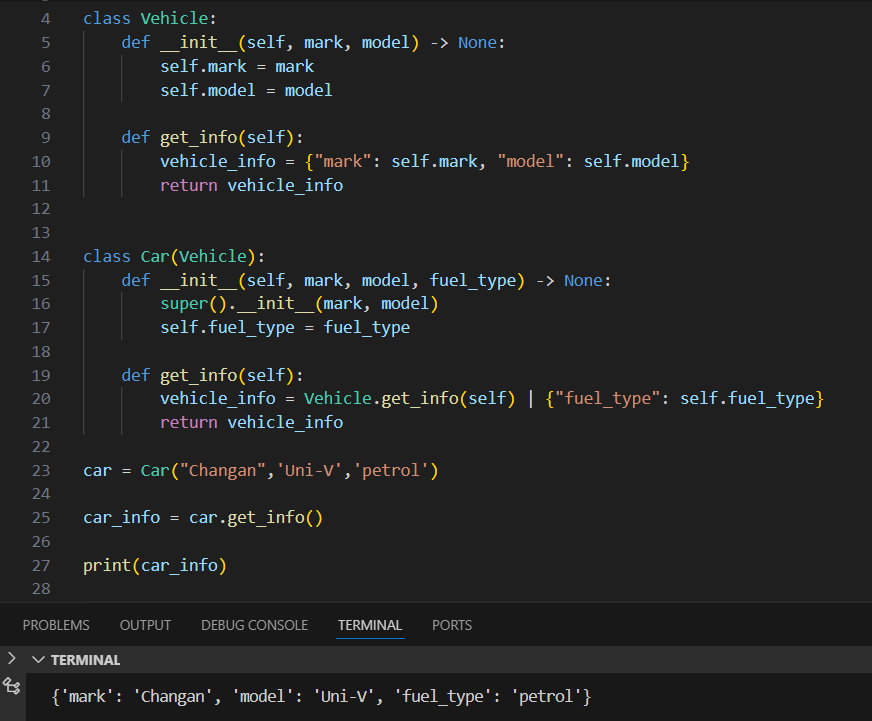 4 class Vehicle:
5 def __init__(self, mark, model) -> None:
6 self.mark = mark
7 self.model = model
8
9 def get_info(self):
10 vehicle_info = {"mark": self.mark, "model": self.model}
11 return vehicle_info
12
13
14 class Car(Vehicle):
15 def __init__(self, mark, model, fuel_type) -> None:
16 super().__init__(mark, model)
17 self.fuel_type = fuel_type
18
19 def get_info(self):
20 vehicle_info = Vehicle.get_info(self) | {"fuel_type": self.fuel_type}
21 return vehicle_info
22
23 car = Car("Changan",'Uni-V','petrol')
24
25 car_info = car.get_info()
26
27 print(car_info)
28
PROBLEMS OUTPUT DEBUG CONSOLE TERMINAL PORTS
TERMINAL
{'mark': 'Changan', 'model': 'Uni-V', 'fuel_type': 'petrol'}